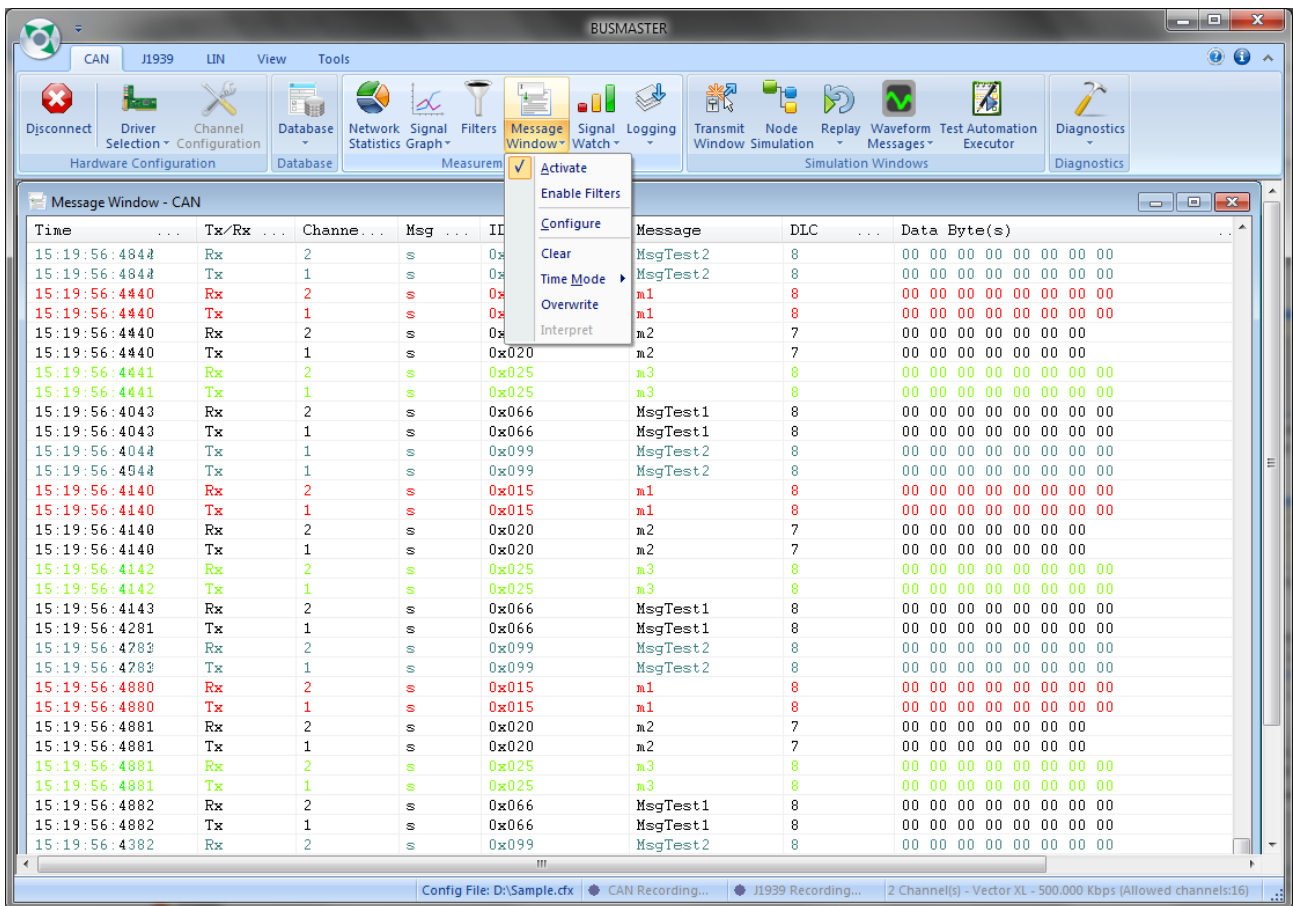 BUSMASTER
CAN J1939 LIN View Tools
Disconnect Driver Selection Channel Configuration Database Network Statistics Signal Graph Filters Message Window Signal Watch Logging Transmit Window Node Simulation Replay Waveform Messages Test Automation Executor Diagnostics
Hardware Configuration Database Measurem Simulation Windows Diagnostics
Activate
Enable Filters
Configure
Clear
Time Mode
Overwrite
Interpret
Message Window - CAN
Time ... Tx/Rx ... Channe... Msg ... ID Message DLC ... Data Byte(s) ..
Rx 2 s MsgTest2 8 00 00 00 00 00 00 00 00
Tx 1 s MsgTest2 8 00 00 00 00 00 00 00 00
15:19:56:4440 Rx 2 s m1 8 00 00 00 00 00 00 00 00
15:19:56:4440 Tx 1 s m1 8 00 00 00 00 00 00 00 00
15:19:56:4440 Rx 2 s m2 7 00 00 00 00 00 00 00
15:19:56:4440 Tx 1 s 0x020 m2 7 00 00 00 00 00 00 00
15:19:56:4441 Rx 2 s 0x025 m3 8 00 00 00 00 00 00 00 00
15:19:56:4441 Tx 1 s 0x025 m3 8 00 00 00 00 00 00 00 00
15:19:56:4043 Rx 2 s 0x066 MsgTest1 8 00 00 00 00 00 00 00 00
15:19:56:4043 Tx 1 s 0x066 MsgTest1 8 00 00 00 00 00 00 00 00
Tx 1 s 0x099 MsgTest2 8 00 00 00 00 00 00 00 00
Tx 1 s 0x099 MsgTest2 8 00 00 00 00 00 00 00 00
15:19:56:4140 Rx 2 s 0x015 m1 8 00 00 00 00 00 00 00 00
15:19:56:4140 Tx 1 s 0x015 m1 8 00 00 00 00 00 00 00 00
15:19:56:4140 Rx 2 s 0x020 m2 7 00 00 00 00 00 00 00
15:19:56:4140 Tx 1 s 0x020 m2 7 00 00 00 00 00 00 00
15:19:56:4142 Rx 2 s 0x025 m3 8 00 00 00 00 00 00 00 00
15:19:56:4142 Tx 1 s 0x025 m3 8 00 00 00 00 00 00 00 00
15:19:56:4143 Rx 2 s 0x066 MsgTest1 8 00 00 00 00 00 00 00 00
15:19:56:4281 Tx 1 s 0x066 MsgTest1 8 00 00 00 00 00 00 00 00
Rx 2 s 0x099 MsgTest2 8 00 00 00 00 00 00 00 00
Tx 1 s 0x099 MsgTest2 8 00 00 00 00 00 00 00 00
15:19:56:4880 Rx 2 s 0x015 m1 8 00 00 00 00 00 00 00 00
15:19:56:4880 Tx 1 s 0x015 m1 8 00 00 00 00 00 00 00 00
15:19:56:4881 Rx 2 s 0x020 m2 7 00 00 00 00 00 00 00
15:19:56:4881 Tx 1 s 0x020 m2 7 00 00 00 00 00 00 00
15:19:56:4881 Rx 2 s 0x025 m3 8 00 00 00 00 00 00 00 00
15:19:56:4881 Tx 1 s 0x025 m3 8 00 00 00 00 00 00 00 00
15:19:56:4882 Rx 2 s 0x066 MsgTest1 8 00 00 00 00 00 00 00 00
15:19:56:4882 Tx 1 s 0x066 MsgTest1 8 00 00 00 00 00 00 00 00
15:19:56:4382 Rx 2 s 0x099 MsgTest2 8 00 00 00 00 00 00 00 00
Config File: D:\Sample.cfx CAN Recording... J1939 Recording... 2 Channel(s) - Vector XL - 500.000 Kbps (Allowed channels:16)